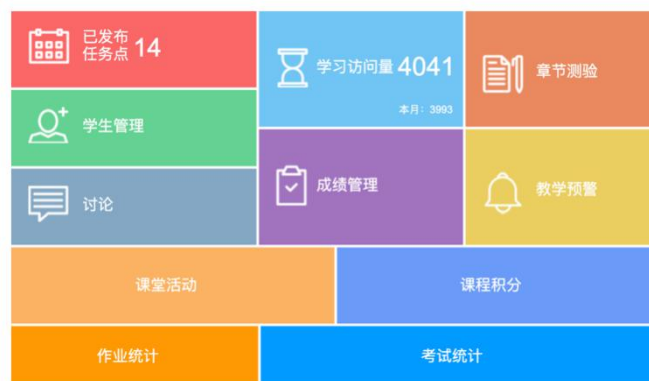 已发布
任务点 14
学习访问量 4041
本月：3993
章节测验
学生管理
讨论
成绩管理
教学预警
课堂活动
课程积分
作业统计
考试统计